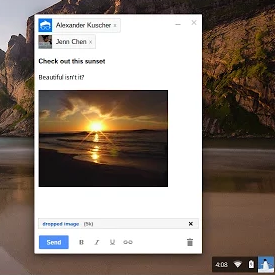 Alexander Kuscher x
Jenn Chen x
Check out this sunset
Beautiful isn't it?
dropped image (5k) x
Send B I U
4:08